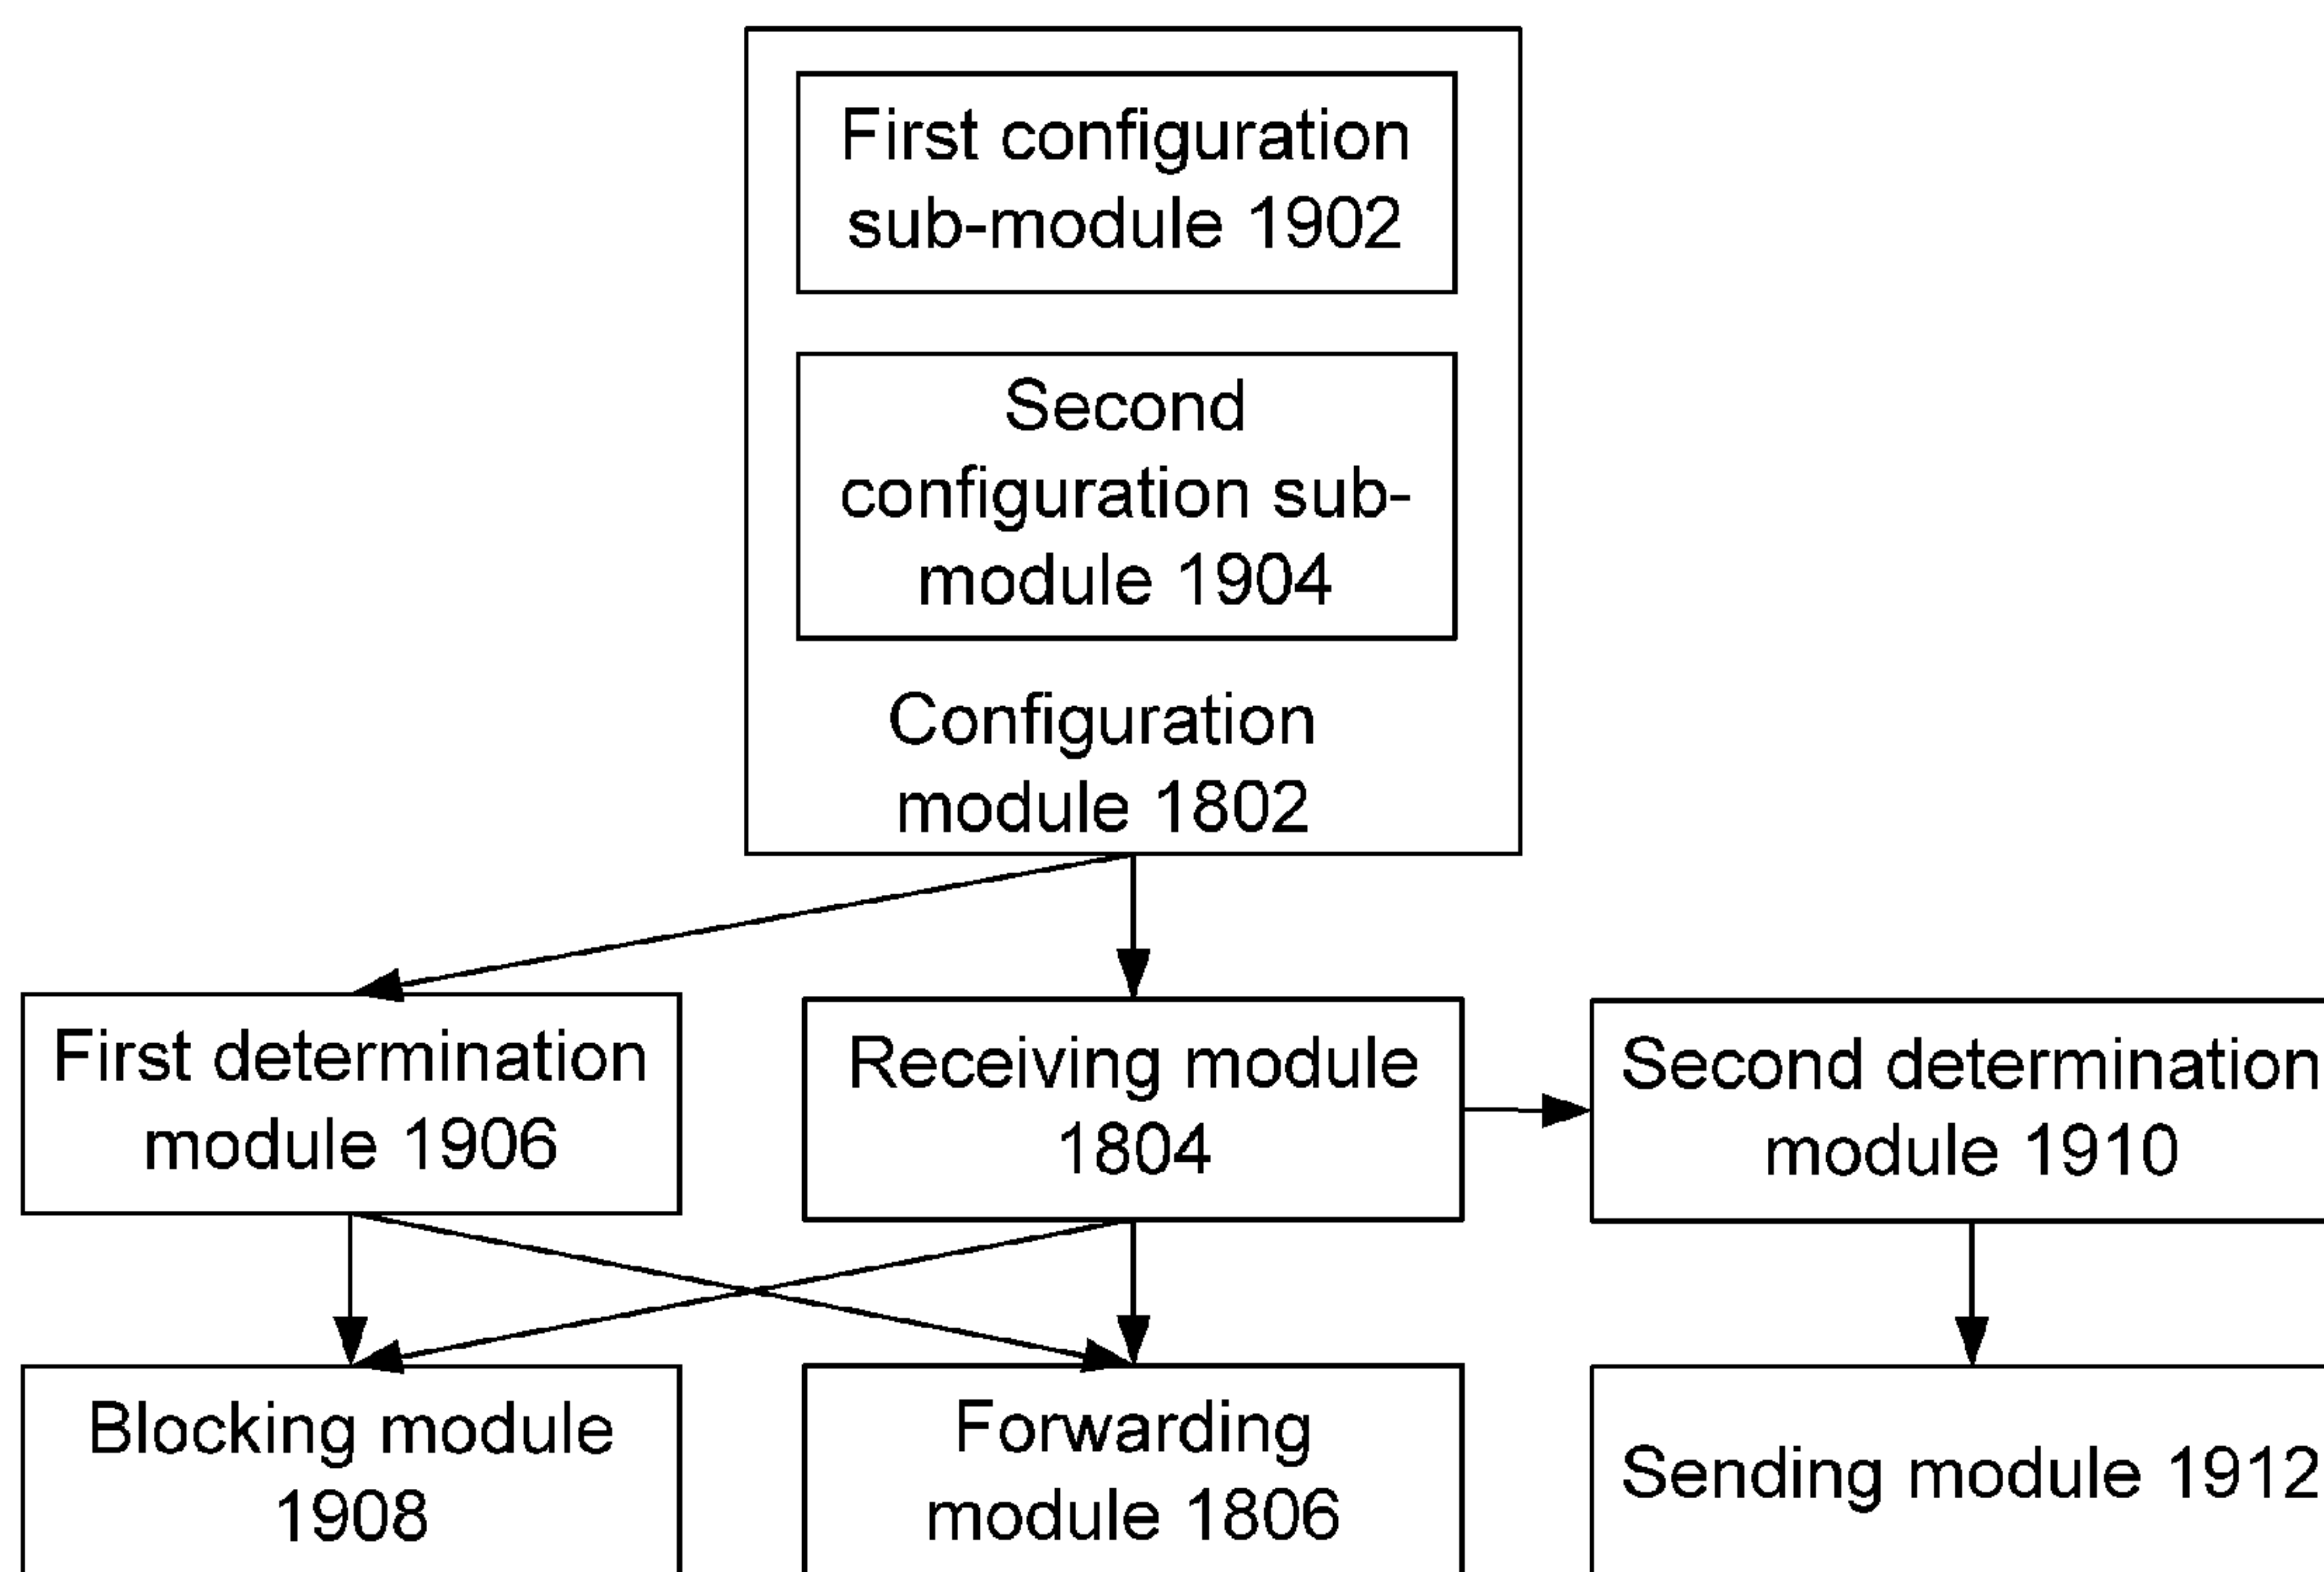 First configuration
sub-module 1902
Second
configuration sub-
module 1904
Configuration
module 1802
First determination
module 1906
Receiving module
1804
Second determination
module 1910
Blocking module
1908
Forwarding
module 1806
Sending module 1912